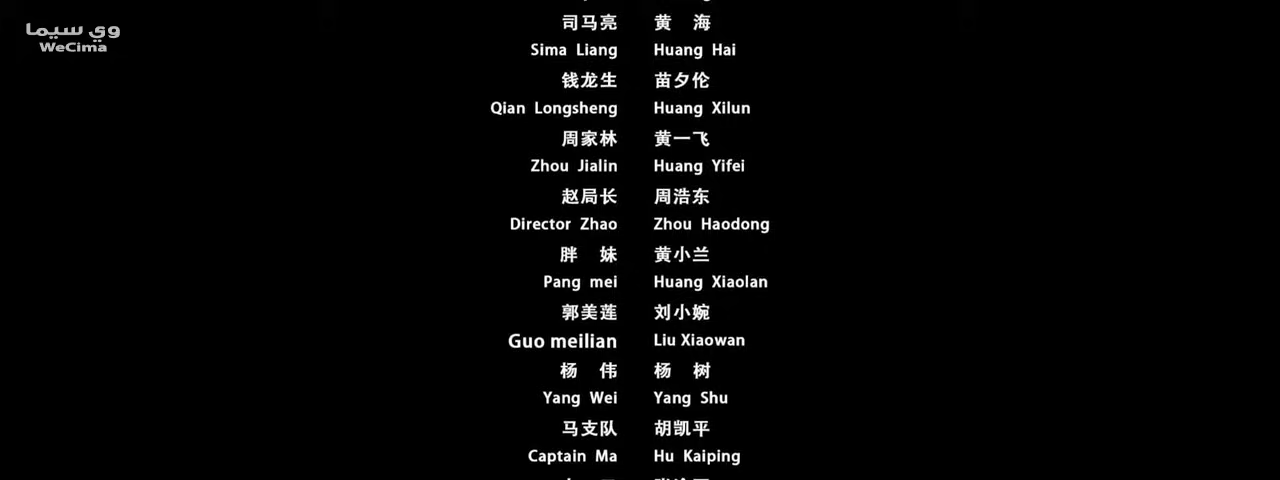 وي سيما
WeCima
司马亮 黄 海
Sima Liang Huang Hai
钱龙生 苗夕伦
Qian Longsheng Huang Xilun
周家林 黄一飞
Zhou Jialin Huang Yifei
赵局长 周浩东
Director Zhao Zhou Haodong
胖 妹 黄小兰
Pang mei Huang Xiaolan
郭美莲 刘小婉
Guo meilian Liu Xiaowan
杨 伟 杨 树
Yang Wei Yang Shu
马支队 胡凯平
Captain Ma Hu Kaiping